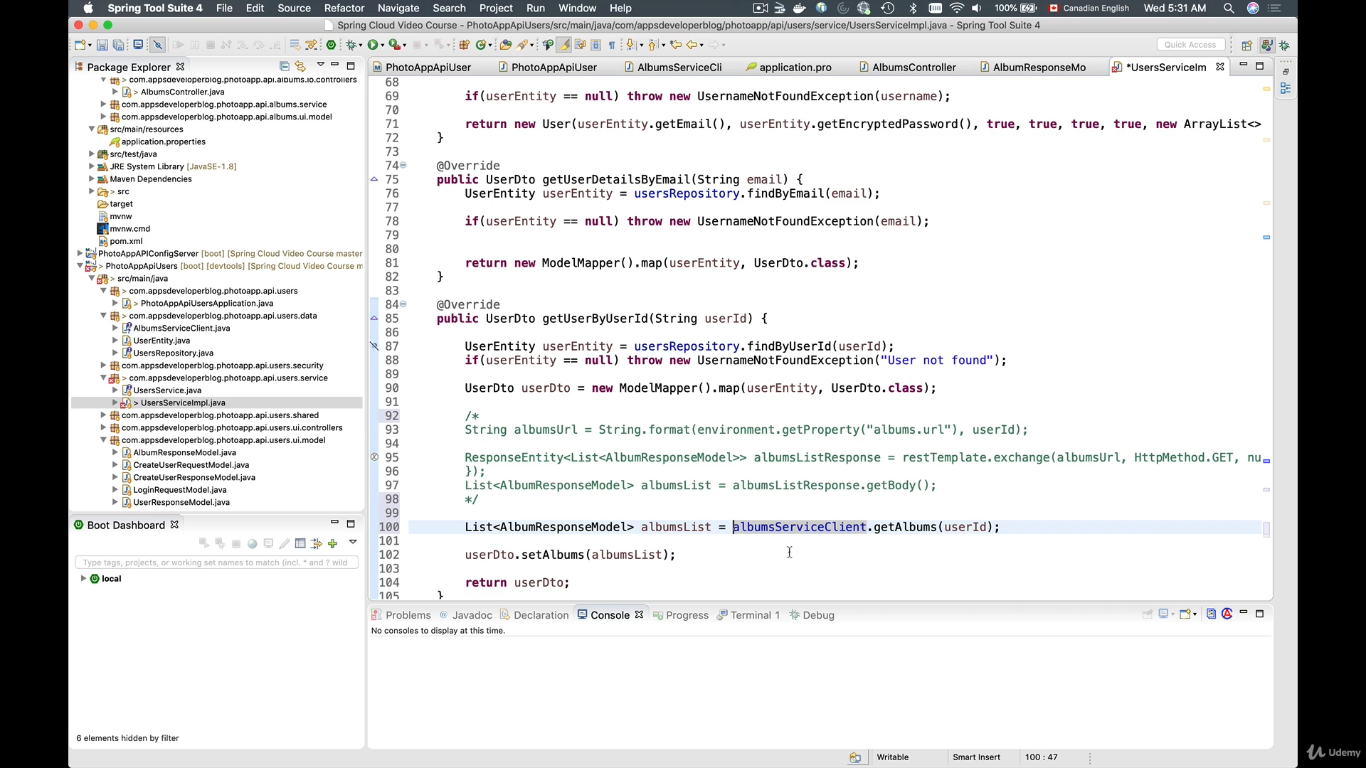 Spring Tool Suite 4 File Edit Source Refactor Navigate Search Project Run Window Help 100% Canadian English Wed 5:31 AM
Spring Cloud Video Course - PhotoAppApiUsers/src/main/java/com/appsdeveloperblog/photoapp/api/users/service/UsersServiceImpl.java - Spring Tool Suite 4
Quick Access
Package Explorer
com.appsdeveloperblog.photoapp.api.albums.io.controllers
> AlbumsController.java
com.appsdeveloperblog.photoapp.api.albums.service
com.appsdeveloperblog.photoapp.api.albums.ui.model
src/main/resources
application.properties
src/test/java
JRE System Library [JavaSE-1.8]
Maven Dependencies
> src
target
mvnw
mvnw.cmd
pom.xml
PhotoAppAPIConfigServer [boot] [Spring Cloud Video Course master
> PhotoAppApiUsers [boot] [devtools] [Spring Cloud Video Course m
> src/main/java
> com.appsdeveloperblog.photoapp.api.users
> PhotoAppApiUsersApplication.java
> com.appsdeveloperblog.photoapp.api.users.data
AlbumsServiceClient.java
UserEntity.java
UsersRepository.java
> com.appsdeveloperblog.photoapp.api.users.security
> com.appsdeveloperblog.photoapp.api.users.service
UsersService.java
> UsersServiceImpl.java
com.appsdeveloperblog.photoapp.api.users.shared
com.appsdeveloperblog.photoapp.api.users.ui.controllers
com.appsdeveloperblog.photoapp.api.users.ui.model
AlbumResponseModel.java
CreateUserRequestModel.java
CreateUserResponseModel.java
LoginRequestModel.java
UserResponseModel.java
Boot Dashboard
Type tags, projects, or working set names to match (incl. * and ? wild
local
6 elements hidden by filter
PhotoAppApiUser PhotoAppApiUser AlbumsServiceCli application.pro AlbumsController AlbumResponseMo *UsersServiceIm
68
69 if(userEntity == null) throw new UsernameNotFoundException(username);
70
71 return new User(userEntity.getEmail(), userEntity.getEncryptedPassword(), true, true, true, true, new ArrayList<>
72 }
73
74 @Override
75 public UserDto getUserDetailsByEmail(String email) {
76 UserEntity userEntity = usersRepository.findByEmail(email);
77
78 if(userEntity == null) throw new UsernameNotFoundException(email);
79
80
81 return new ModelMapper().map(userEntity, UserDto.class);
82 }
83
84 @Override
85 public UserDto getUserByUserId(String userId) {
86
87 UserEntity userEntity = usersRepository.findByUserId(userId);
88 if(userEntity == null) throw new UsernameNotFoundException("User not found");
89
90 UserDto userDto = new ModelMapper().map(userEntity, UserDto.class);
91
92 /*
93 String albumsUrl = String.format(environment.getProperty("albums.url"), userId);
94
95 ResponseEntity<List<AlbumResponseModel>> albumsListResponse = restTemplate.exchange(albumsUrl, HttpMethod.GET, nu
96 });
97 List<AlbumResponseModel> albumsList = albumsListResponse.getBody();
98 */
99
100 List<AlbumResponseModel> albumsList = albumsServiceClient.getAlbums(userId);
101
102 userDto.setAlbums(albumsList);
103
104 return userDto;
105 }
Problems Javadoc Declaration Console Progress Terminal 1 Debug
No consoles to display at this time.
Writable Smart Insert 100 : 47
Udemy